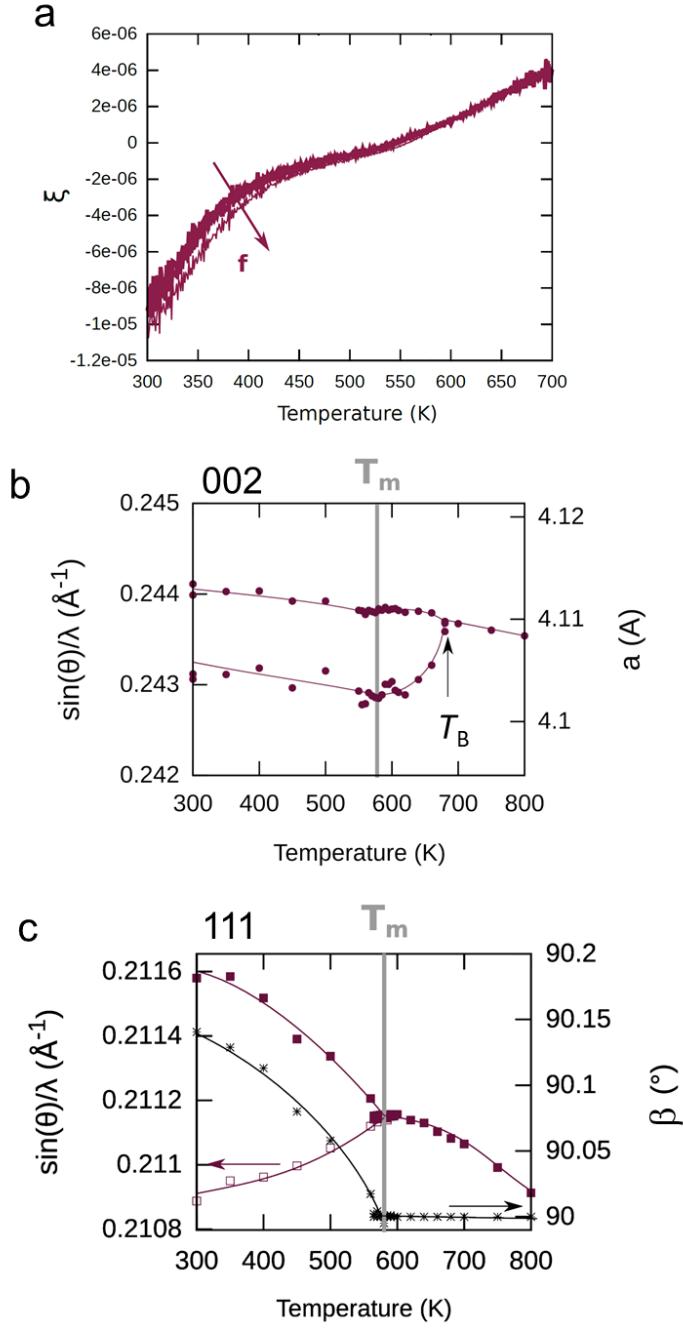 a
6e-06
4e-06
2e-06
0
-2e-06
-4e-06
-6e-06
-8e-06
-1e-05
-1.2e-05
ξ
f
300 350 400 450 500 550 600 650 700
Temperature (K)
b
002
Tm
0.245
0.244
0.243
0.242
sin(θ)/λ (Å-1)
4.12
4.11
4.1
a (A)
TB
300 400 500 600 700 800
Temperature (K)
c
111
Tm
0.2116
0.2114
0.2112
0.211
0.2108
sin(θ)/λ (Å-1)
90.2
90.15
90.1
90.05
90
β (°)
300 400 500 600 700 800
Temperature (K)